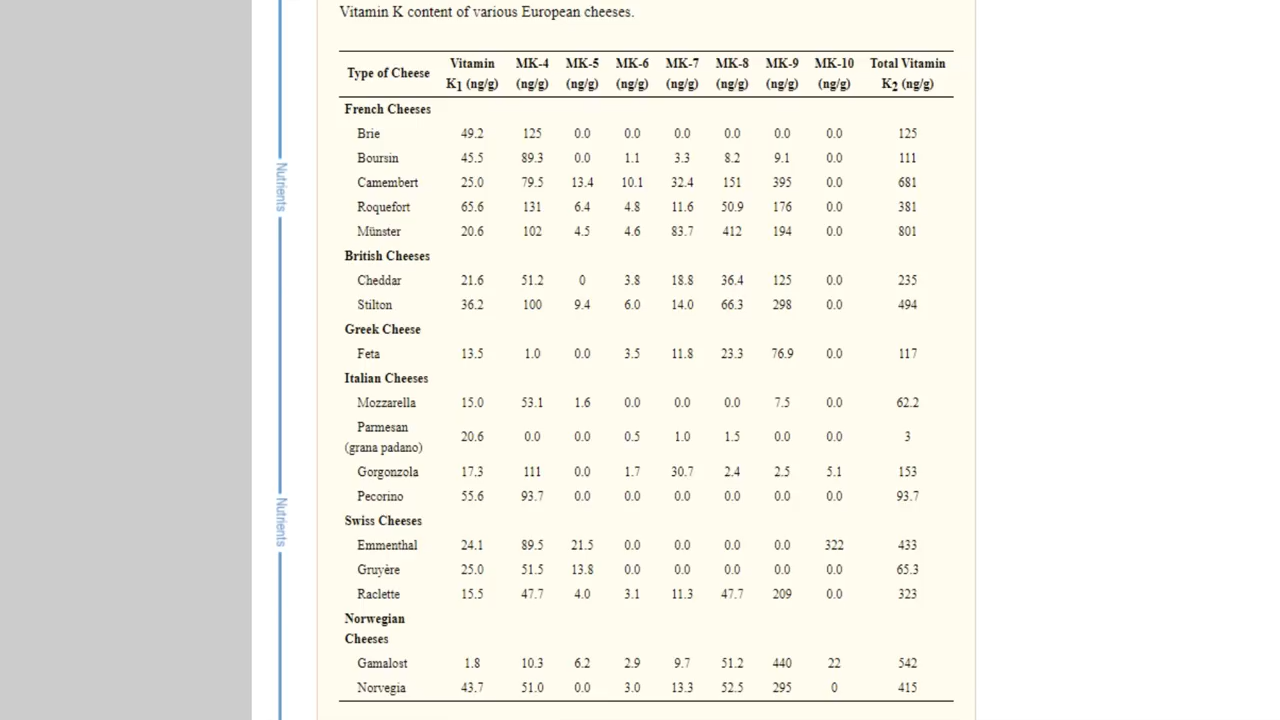 Vitamin K content of various European cheeses.
Type of Cheese Vitamin K1 (ng/g) MK-4 (ng/g) MK-5 (ng/g) MK-6 (ng/g) MK-7 (ng/g) MK-8 (ng/g) MK-9 (ng/g) MK-10 (ng/g) Total Vitamin K2 (ng/g)
French Cheeses
Brie 49.2 125 0.0 0.0 0.0 0.0 0.0 0.0 125
Boursin 45.5 89.3 0.0 1.1 3.3 8.2 9.1 0.0 111
Camembert 25.0 79.5 13.4 10.1 32.4 151 395 0.0 681
Roquefort 65.6 131 6.4 4.8 11.6 50.9 176 0.0 381
Münster 20.6 102 4.5 4.6 83.7 412 194 0.0 801
British Cheeses
Cheddar 21.6 51.2 0 3.8 18.8 36.4 125 0.0 235
Stilton 36.2 100 9.4 6.0 14.0 66.3 298 0.0 494
Greek Cheese
Feta 13.5 1.0 0.0 3.5 11.8 23.3 76.9 0.0 117
Italian Cheeses
Mozzarella 15.0 53.1 1.6 0.0 0.0 0.0 7.5 0.0 62.2
Parmesan
(grana padano) 20.6 0.0 0.0 0.5 1.0 1.5 0.0 0.0 3
Gorgonzola 17.3 111 0.0 1.7 30.7 2.4 2.5 5.1 153
Pecorino 55.6 93.7 0.0 0.0 0.0 0.0 0.0 0.0 93.7
Swiss Cheeses
Emmenthal 24.1 89.5 21.5 0.0 0.0 0.0 0.0 322 433
Gruyère 25.0 51.5 13.8 0.0 0.0 0.0 0.0 0.0 65.3
Raclette 15.5 47.7 4.0 3.1 11.3 47.7 209 0.0 323
Norwegian
Cheeses
Gamalost 1.8 10.3 6.2 2.9 9.7 51.2 440 22 542
Norvegia 43.7 51.0 0.0 3.0 13.3 52.5 295 0 415
Nutrients
Nutrients